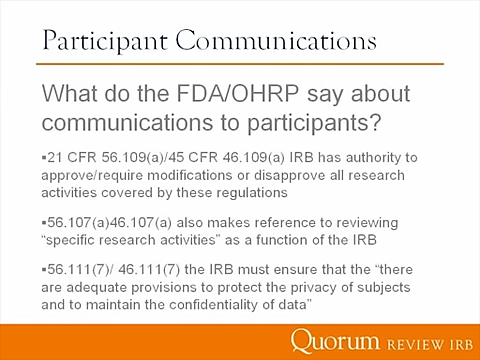 Participant Communications
What do the FDA/OHRP say about
communications to participants?
▪21 CFR 56.109(a)/45 CFR 46.109(a) IRB has authority to
approve/require modifications or disapprove all research
activities covered by these regulations
▪56.107(a)46.107(a) also makes reference to reviewing
“specific research activities” as a function of the IRB
▪56.111(7)/ 46.111(7) the IRB must ensure that the “there
are adequate provisions to protect the privacy of subjects
and to maintain the confidentiality of data”
Quorum REVIEW IRB